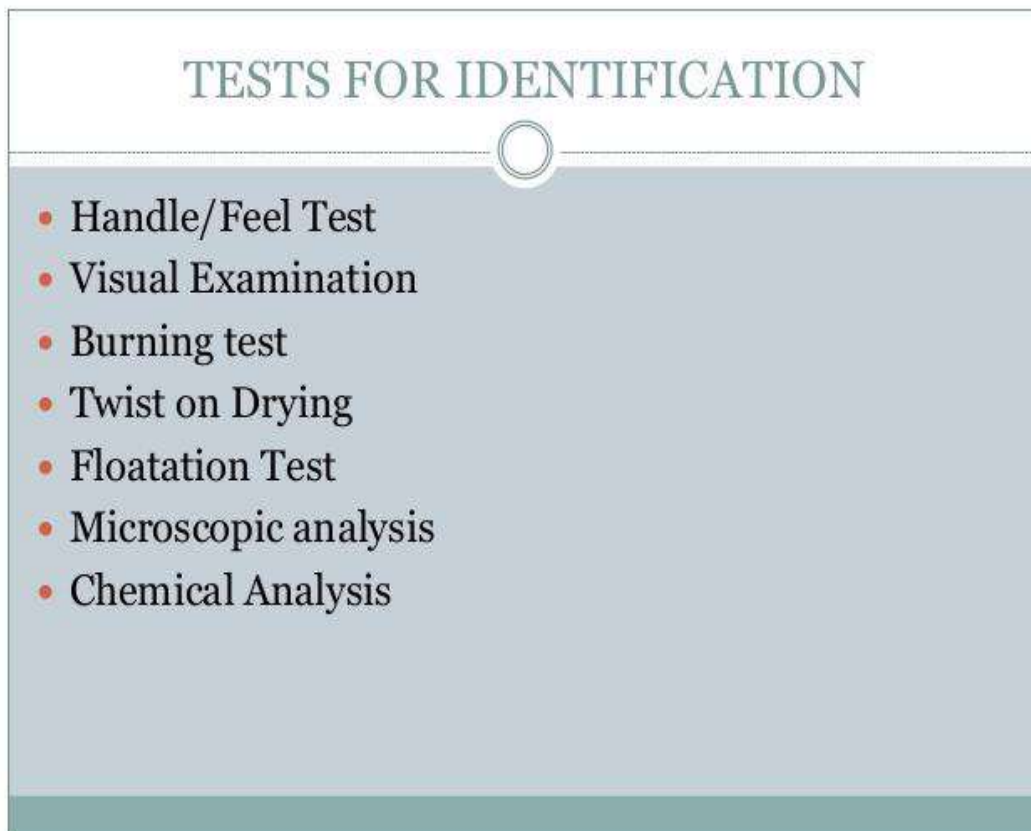 TESTS FOR IDENTIFICATION
• Handle/Feel Test
• Visual Examination
• Burning test
• Twist on Drying
• Floatation Test
• Microscopic analysis
• Chemical Analysis